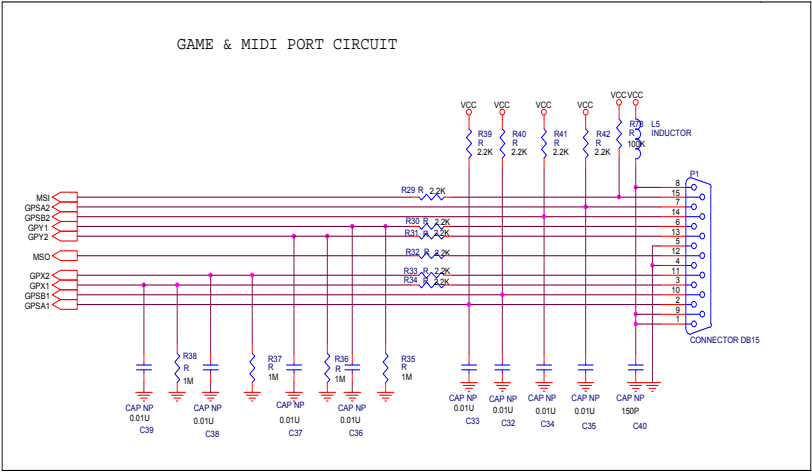 GAME & MIDI PORT CIRCUIT
VCC VCC VCC VCC VCC VCC
R39 R 2.2K
R40 R 2.2K
R41 R 2.2K
R42 R 2.2K
R78 R 100K
L5
INDUCTOR
P1
MSI
GPSA2
GPSB2
GPY1
GPY2
MSO
GPX2
GPX1
GPSB1
GPSA1
R29 R 2.2K
R30 R 2.2K
R31 R 2.2K
R32 R 2.2K
R33 R 2.2K
R34 R 2.2K
8
15
7
14
6
13
5
12
4
11
3
10
2
9
1
CONNECTOR DB15
R38
R
1M
R37
R
1M
R36
R
1M
R35
R
1M
CAP NP
0.01U
C39
CAP NP
0.01U
C38
CAP NP
0.01U
C37
CAP NP
0.01U
C36
CAP NP
0.01U
C33
CAP NP
0.01U
C32
CAP NP
0.01U
C34
CAP NP
0.01U
C35
CAP NP
150P
C40